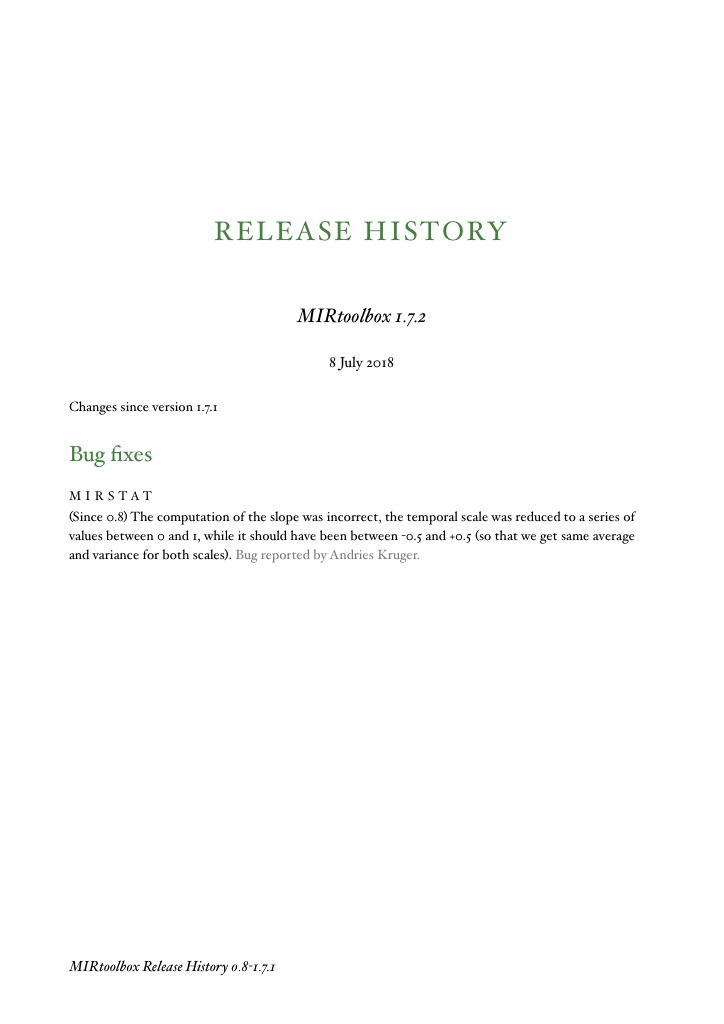 RELEASE HISTORY
MIRtoolbox 1.7.2
8 July 2018
Changes since version 1.7.1
Bug fixes
MIRSTAT
(Since 0.8) The computation of the slope was incorrect, the temporal scale was reduced to a series of
values between 0 and 1, while it should have been between -0.5 and +0.5 (so that we get same average
and variance for both scales). Bug reported by Andries Kruger.
MIRtoolbox Release History 0.8-1.7.1